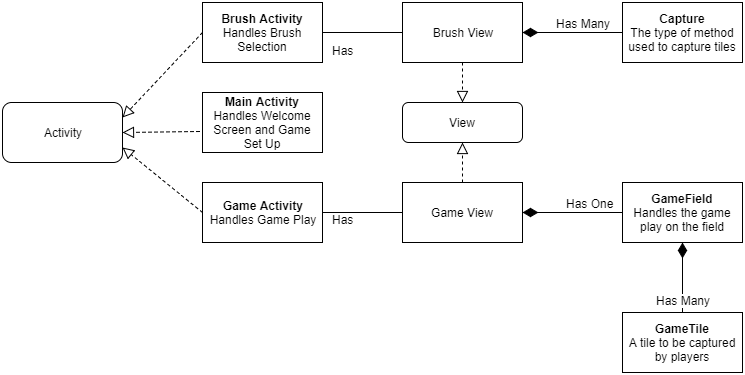 Brush Activity
Handles Brush
Selection
Has
Brush View
Has Many
Capture
The type of method
used to capture tiles
Activity
Main Activity
Handles Welcome
Screen and Game
Set Up
View
Game Activity
Handles Game Play
Has
Game View
Has One
GameField
Handles the game
play on the field
Has Many
GameTile
A tile to be captured
by players